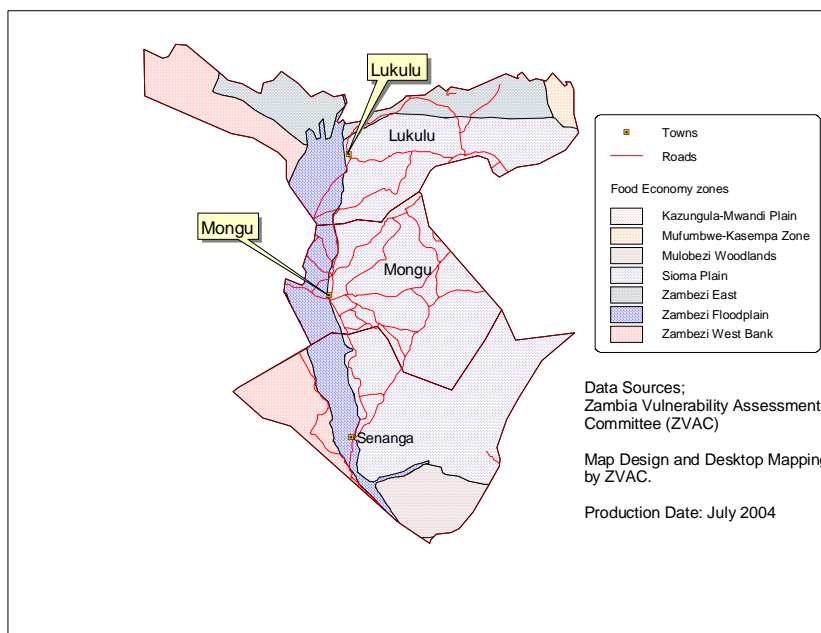 Lukulu
Lukulu
Mongu
Mongu
Senanga
Towns
Roads
Food Economy zones
Kazungula-Mwandi Plain
Mufumbwe-Kasempa Zone
Mulobezi Woodlands
Sioma Plain
Zambezi East
Zambezi Floodplain
Zambezi West Bank
Data Sources;
Zambia Vulnerability Assessment
Committee (ZVAC)
Map Design and Desktop Mapping
by ZVAC.
Production Date: July 2004